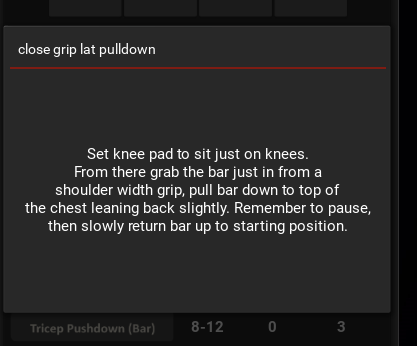 close grip lat pulldown
Set knee pad to sit just on knees.
From there grab the bar just in from a
shoulder width grip, pull bar down to top of
the chest leaning back slightly. Remember to pause,
then slowly return bar up to starting position.
Tricep Pushdown (Bar) 8-12 0 3